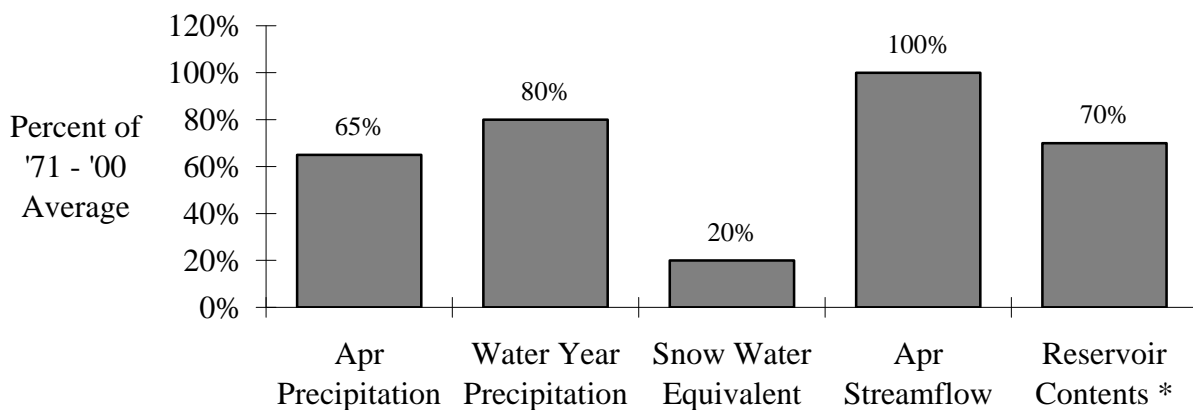 120%
100%
80%
60%
40%
20%
0%
Percent of
'71 - '00
Average
65%
80%
20%
100%
70%
Apr
Precipitation
Water Year
Precipitation
Snow Water
Equivalent
Apr
Streamflow
Reservoir
Contents *